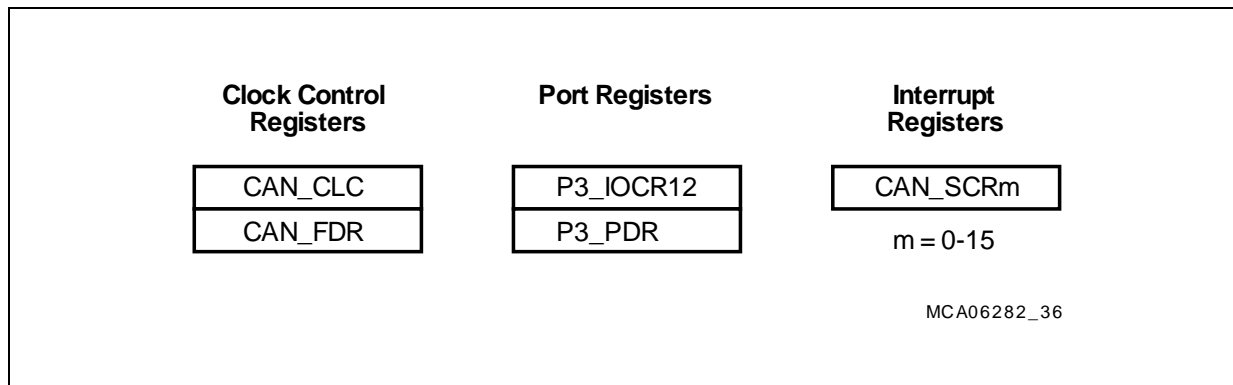 Clock Control
Registers
Port Registers
Interrupt
Registers
CAN_CLC
CAN_FDR
P3_IOCR12
P3_PDR
CAN_SCRm
m = 0-15
MCA06282_36